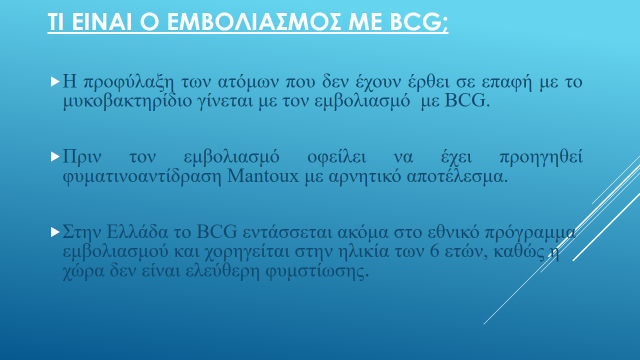 ΤΙ ΕΙΝΑΙ Ο ΕΜΒΟΛΙΑΣΜΟΣ ΜΕ BCG;
Η προφύλαξη των ατόμων που δεν έχουν έρθει σε επαφή με το
μυκοβακτηρίδιο γίνεται με τον εμβολιασμό με BCG.
Πριν τον εμβολιασμό οφείλει να έχει προηγηθεί
φυματινοαντίδραση Mantoux με αρνητικό αποτέλεσμα.
Στην Ελλάδα το BCG εντάσσεται ακόμα στο εθνικό πρόγραμμα
εμβολιασμού και χορηγείται στην ηλικία των 6 ετών, καθώς η
χώρα δεν είναι ελεύθερη φυμστίωσης.